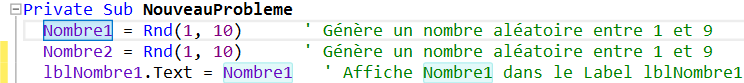 Private Sub NouveauProbleme
Nombre1 = Rnd(1, 10) ' Génère un nombre aléatoire entre 1 et 9
Nombre2 = Rnd(1, 10) ' Génère un nombre aléatoire entre 1 et 9
lblNombre1.Text = Nombre1 ' Affiche Nombre1 dans le Label lblNombre1